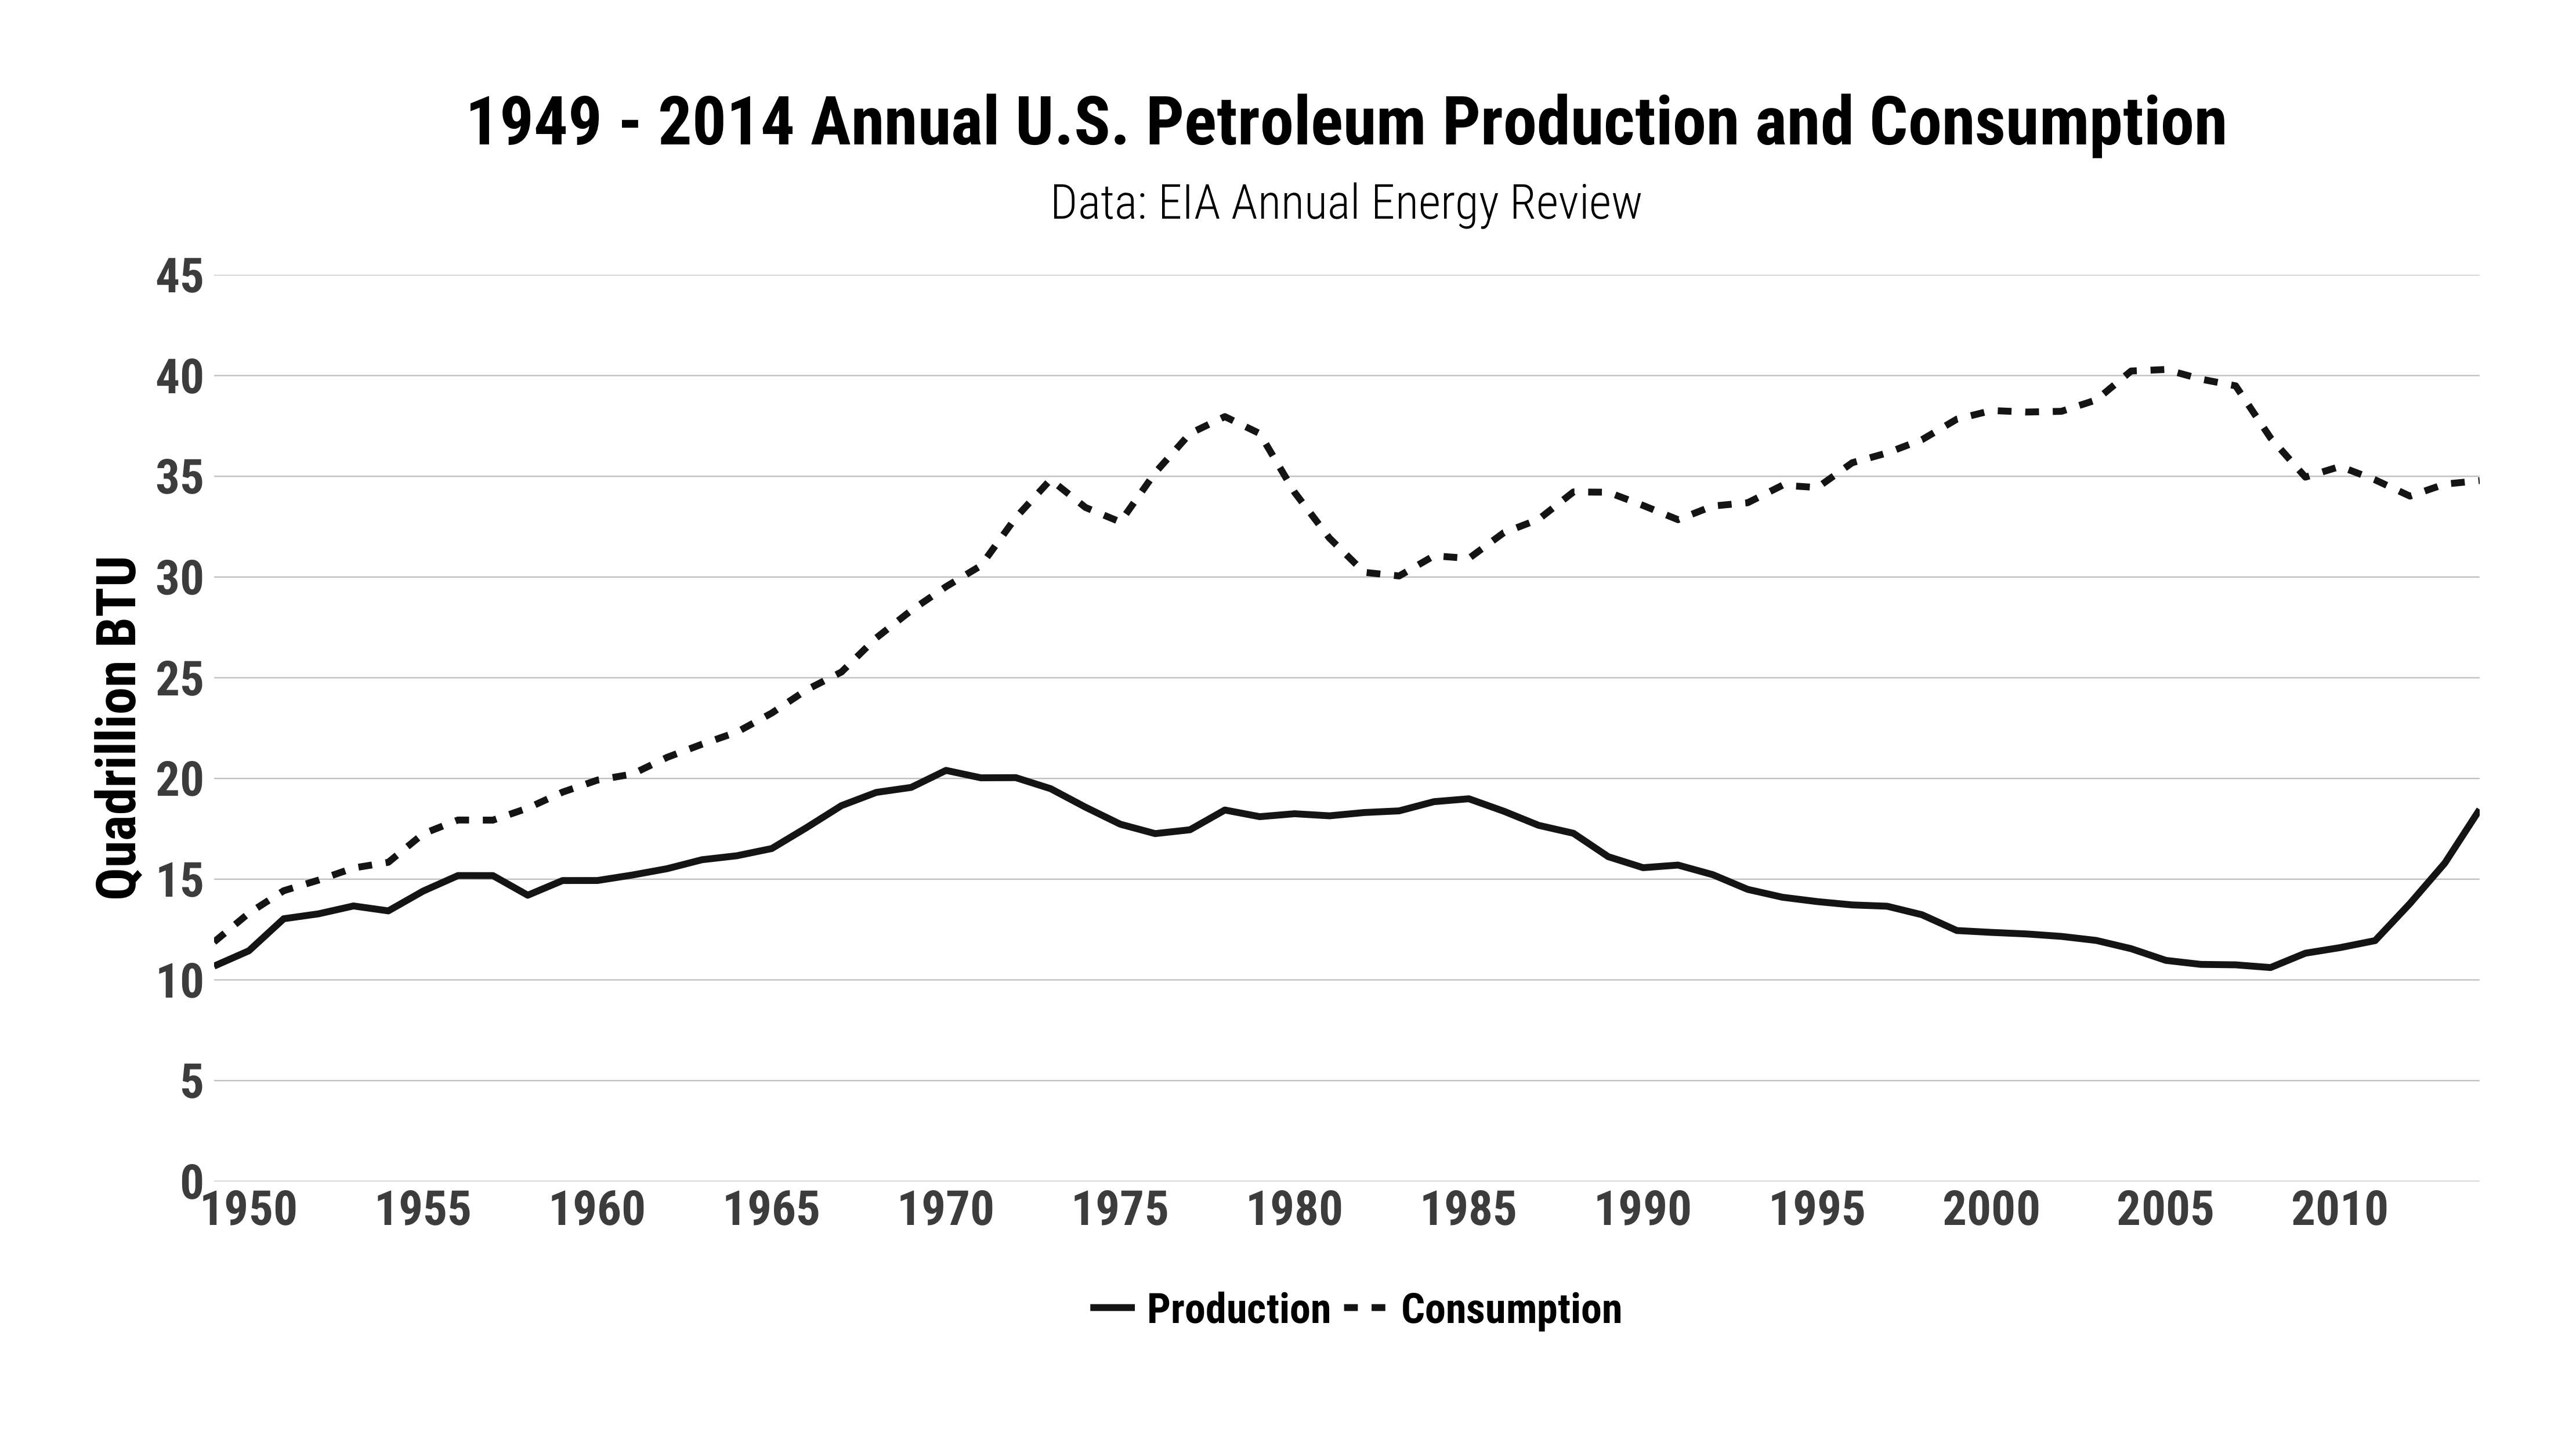 1949 - 2014 Annual U.S. Petroleum Production and Consumption
Data: EIA Annual Energy Review
Quadrillion BTU
45
40
35
30
25
20
15
10
5
0
1950 1955 1960 1965 1970 1975 1980 1985 1990 1995 2000 2005 2010
Production Consumption